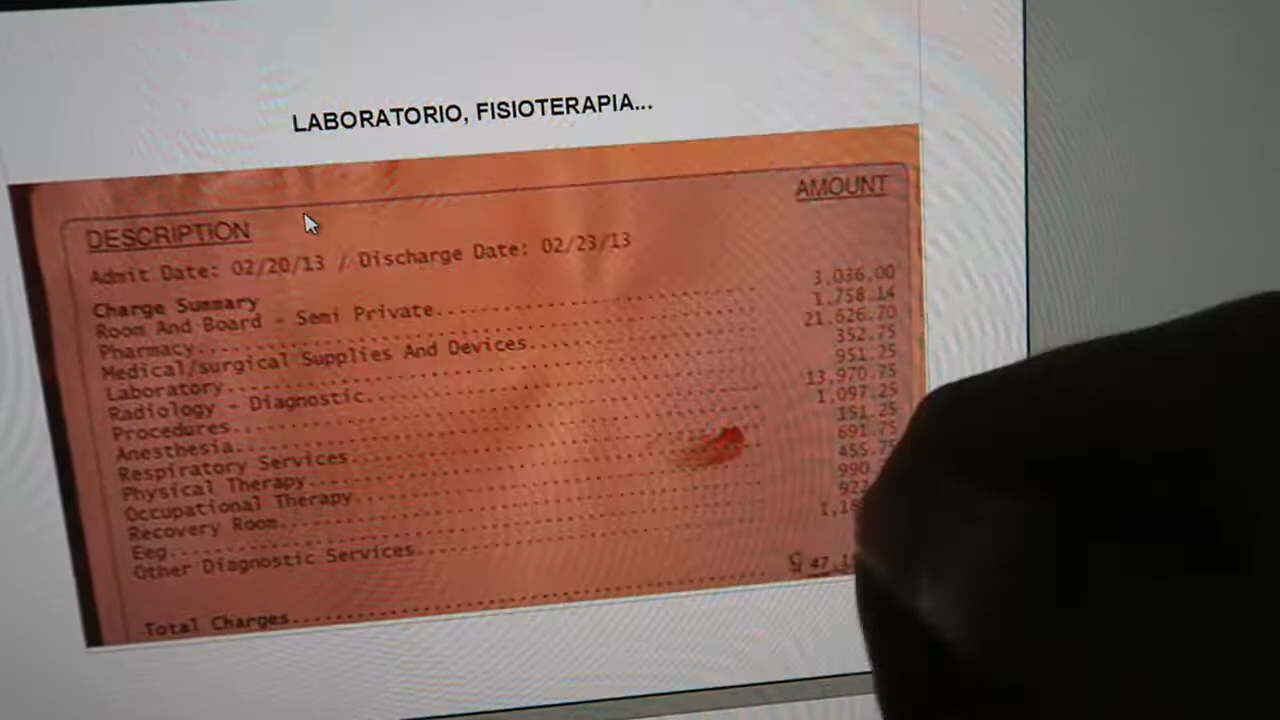 LABORATORIO, FISIOTERAPIA...
DESCRIPTION AMOUNT
Admit Date: 02/20/13 / Discharge Date: 02/23/13
Charge Summary
Room And Board - Semi Private 3,036.00
Pharmacy 1,758.14
Medical/surgical Supplies And Devices 21,626.70
Laboratory 352.75
Radiology - Diagnostic 951.25
Procedures 13,970.75
Anesthesia 1,097.25
Respiratory Services 151.25
Physical Therapy 691.75
Occupational Therapy 455.75
Recovery Room 990.
Eeg
Other Diagnostic Services
Total Charges